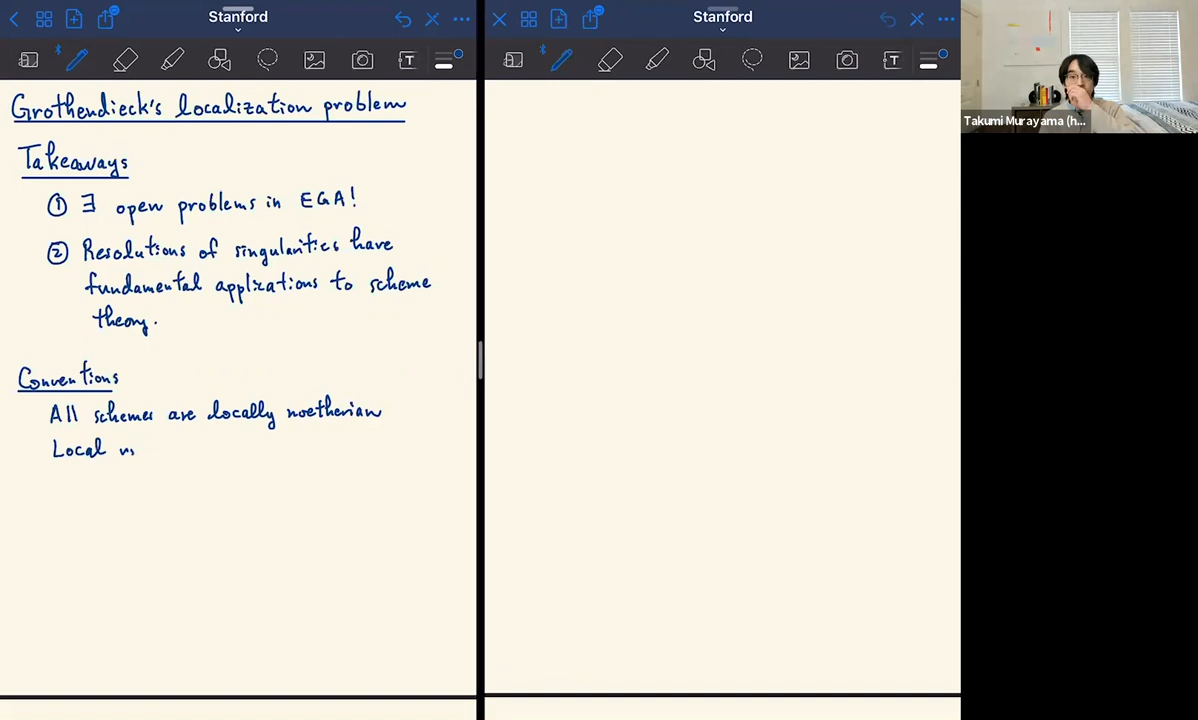 Stanford
Grothendieck's localization problem
Takeaways
① ∃ open problems in EGA!
② Resolutions of singularities have
fundamental applications to scheme
theory.
Conventions
All schemes are locally noetherian
Local
Stanford
Takumi Murayama (h...